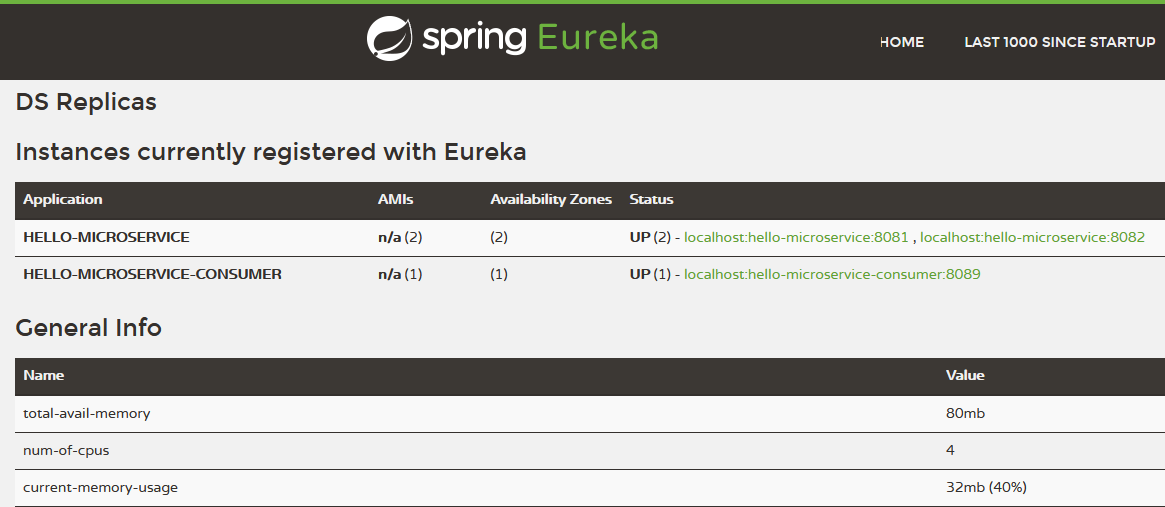 spring Eureka HOME LAST 1000 SINCE STARTUP
DS Replicas
Instances currently registered with Eureka
Application AMIs Availability Zones Status
HELLO-MICROSERVICE n/a (2) (2) UP (2) - localhost:hello-microservice:8081 , localhost:hello-microservice:8082
HELLO-MICROSERVICE-CONSUMER n/a (1) (1) UP (1) - localhost:hello-microservice-consumer:8089
General Info
Name Value
total-avail-memory 80mb
num-of-cpus 4
current-memory-usage 32mb (40%)